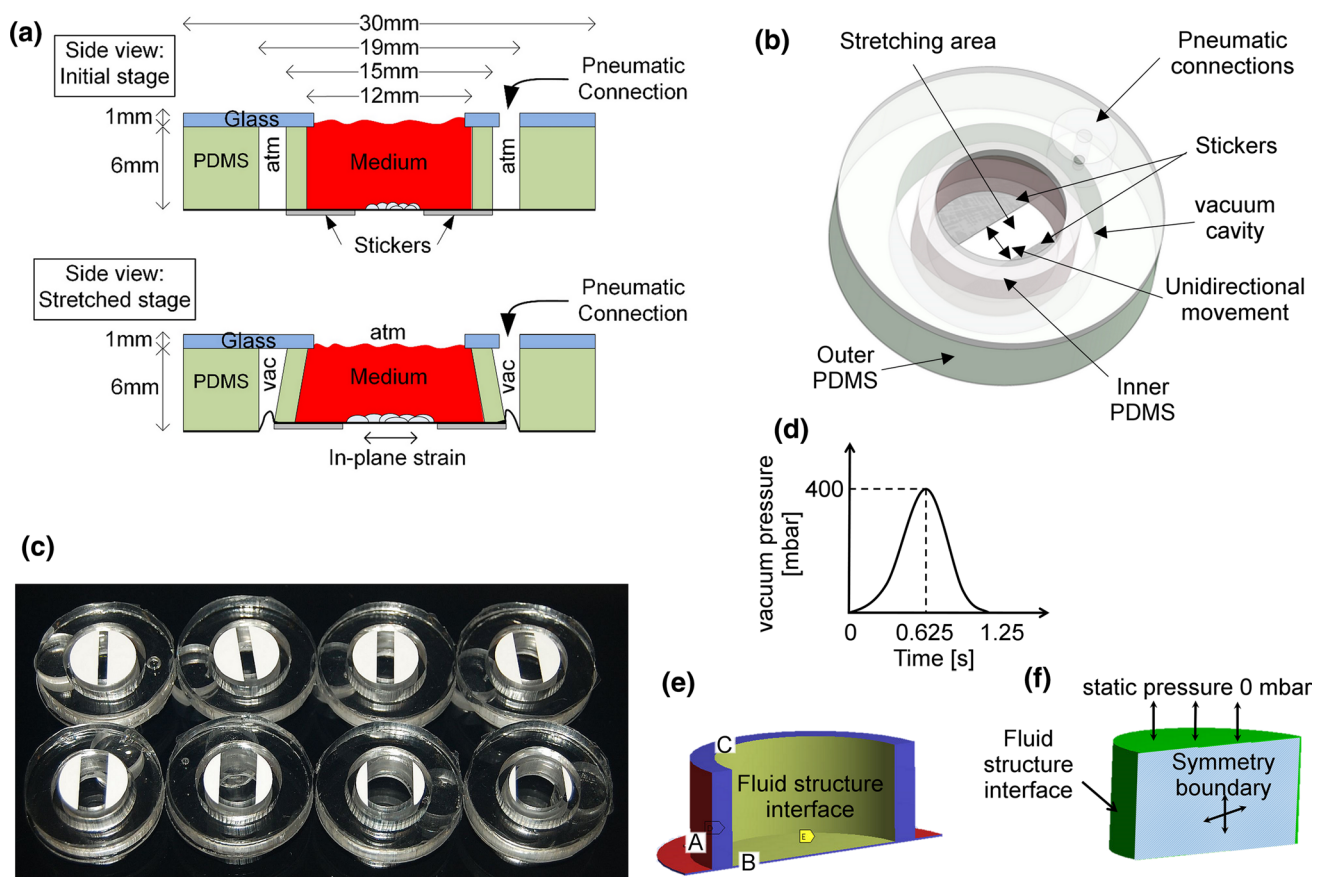 (a)
Side view:
Initial stage
30mm
19mm
15mm
12mm
Pneumatic
Connection
1mm
Glass
6mm
PDMS
atm
Medium
atm
Stickers
Side view:
Stretched stage
Pneumatic
Connection
1mm
Glass
atm
6mm
PDMS
vac
Medium
vac
In-plane strain
(b)
Stretching area
Pneumatic
connections
Stickers
vacuum
cavity
Unidirectional
movement
Outer
PDMS
Inner
PDMS
(c)
(d)
vacuum pressure
[mbar]
400
0
0.625
1.25
Time [s]
(e)
C
Fluid structure
interface
A
B
E
(f)
static pressure 0 mbar
Fluid
structure
interface
Symmetry
boundary